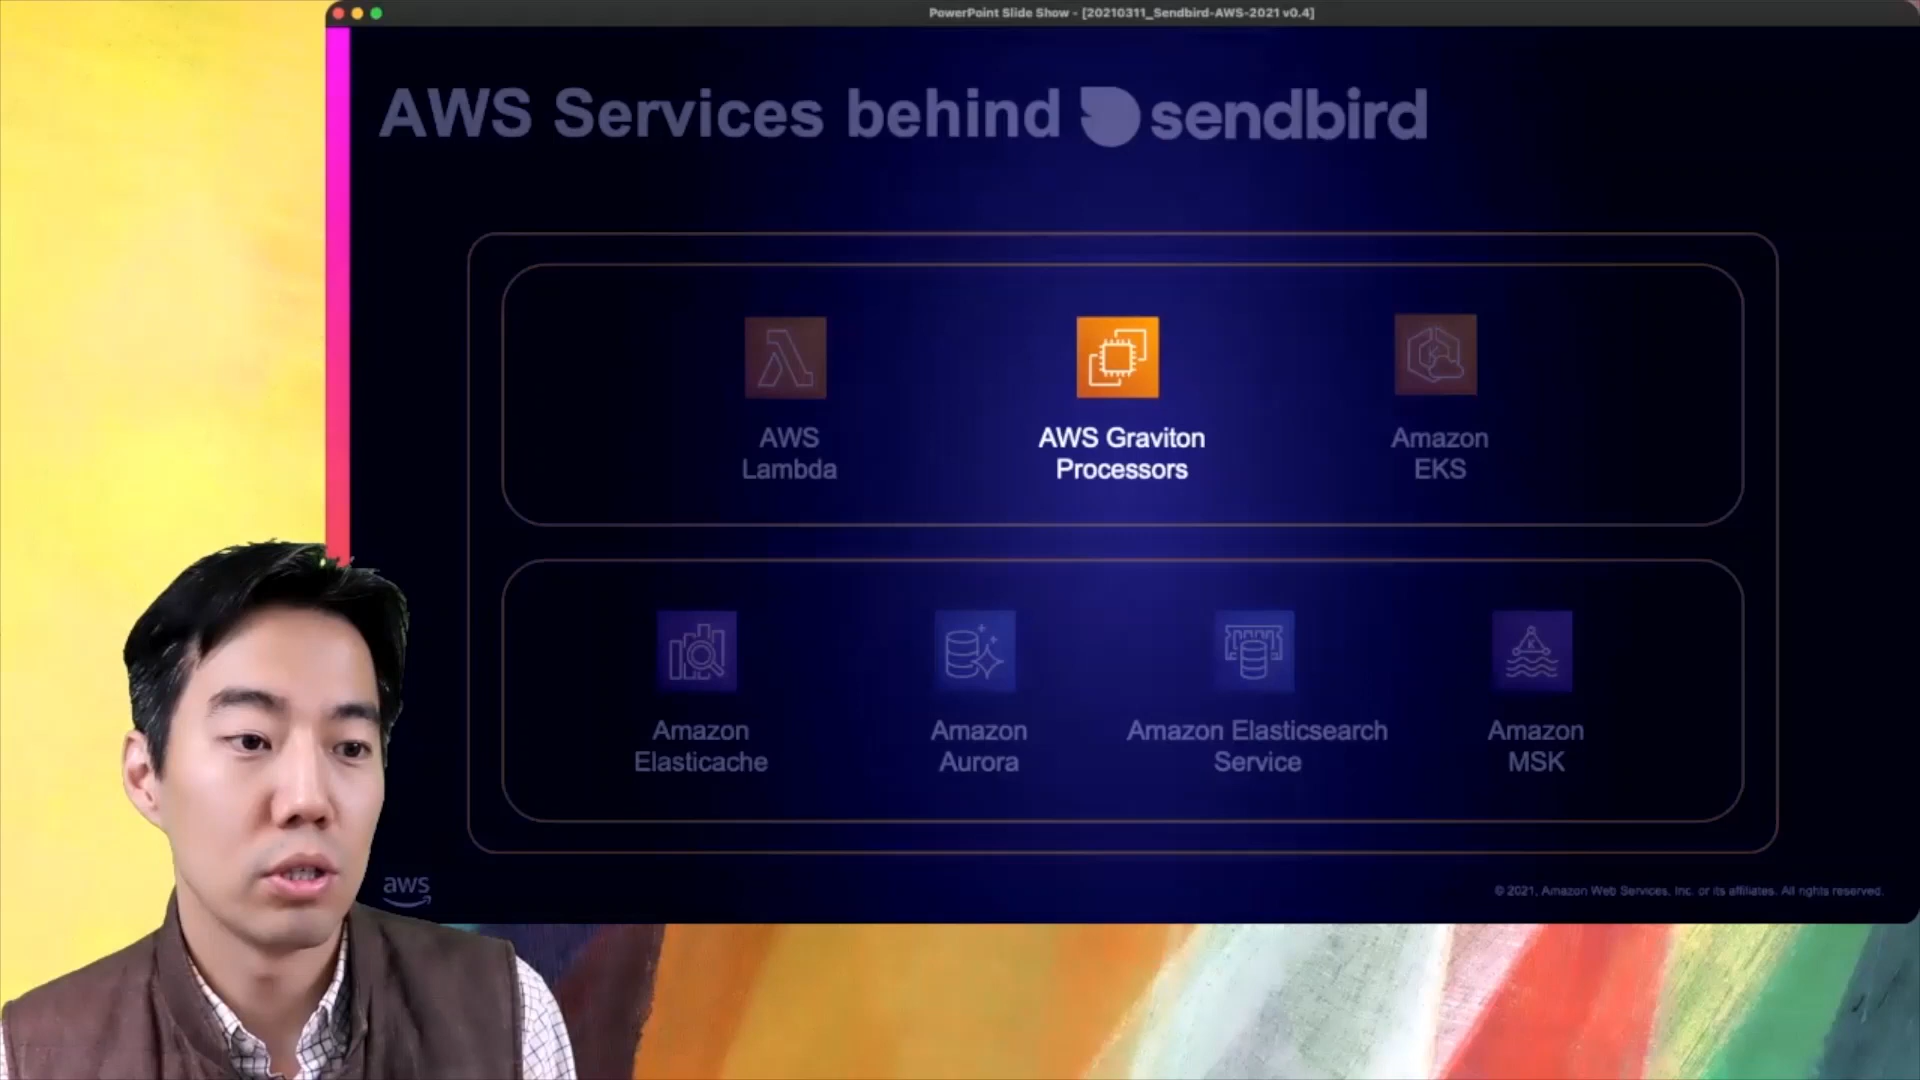 PowerPoint Slide Show - [20210311_Sendbird-AWS-2021 v0.4]
AWS Services behind sendbird
AWS
Lambda
AWS Graviton
Processors
Amazon
EKS
Amazon
Elasticache
Amazon
Aurora
Amazon Elasticsearch
Service
Amazon
MSK
aws
© 2021, Amazon Web Services, Inc. or its affiliates. All rights reserved.